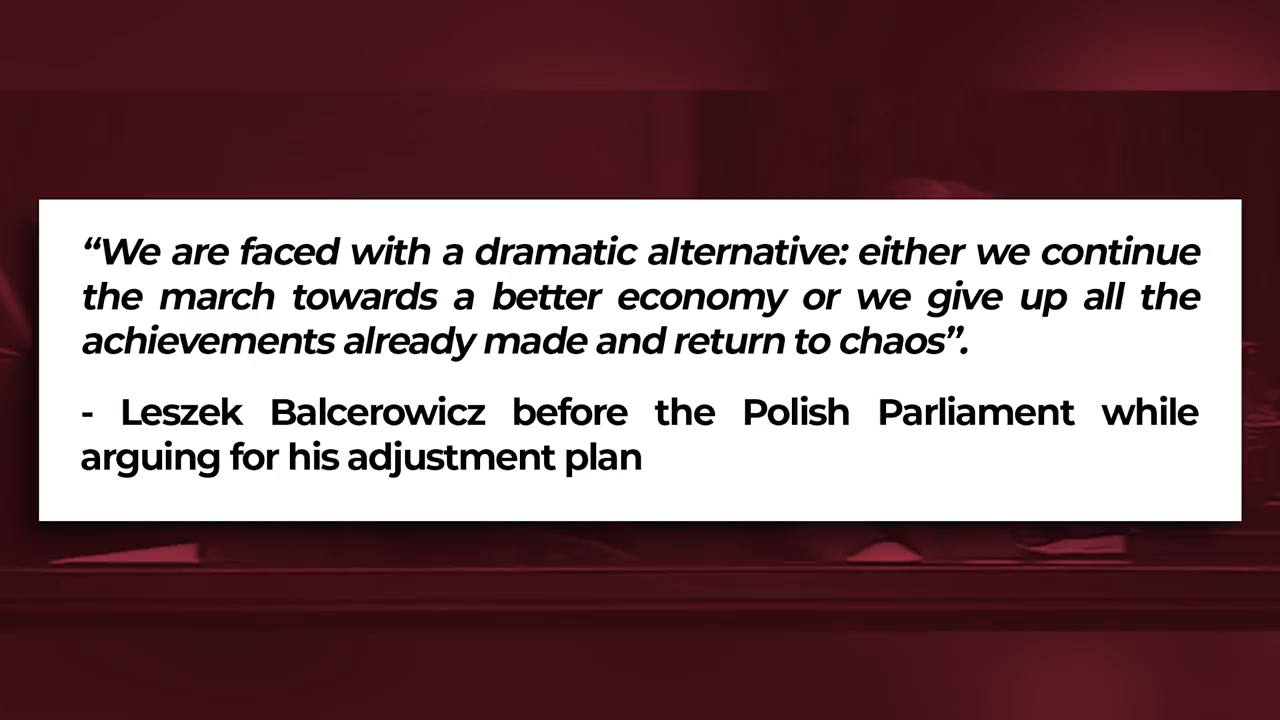 “We are faced with a dramatic alternative: either we continue
the march towards a better economy or we give up all the
achievements already made and return to chaos”.
- Leszek Balcerowicz before the Polish Parliament while
arguing for his adjustment plan